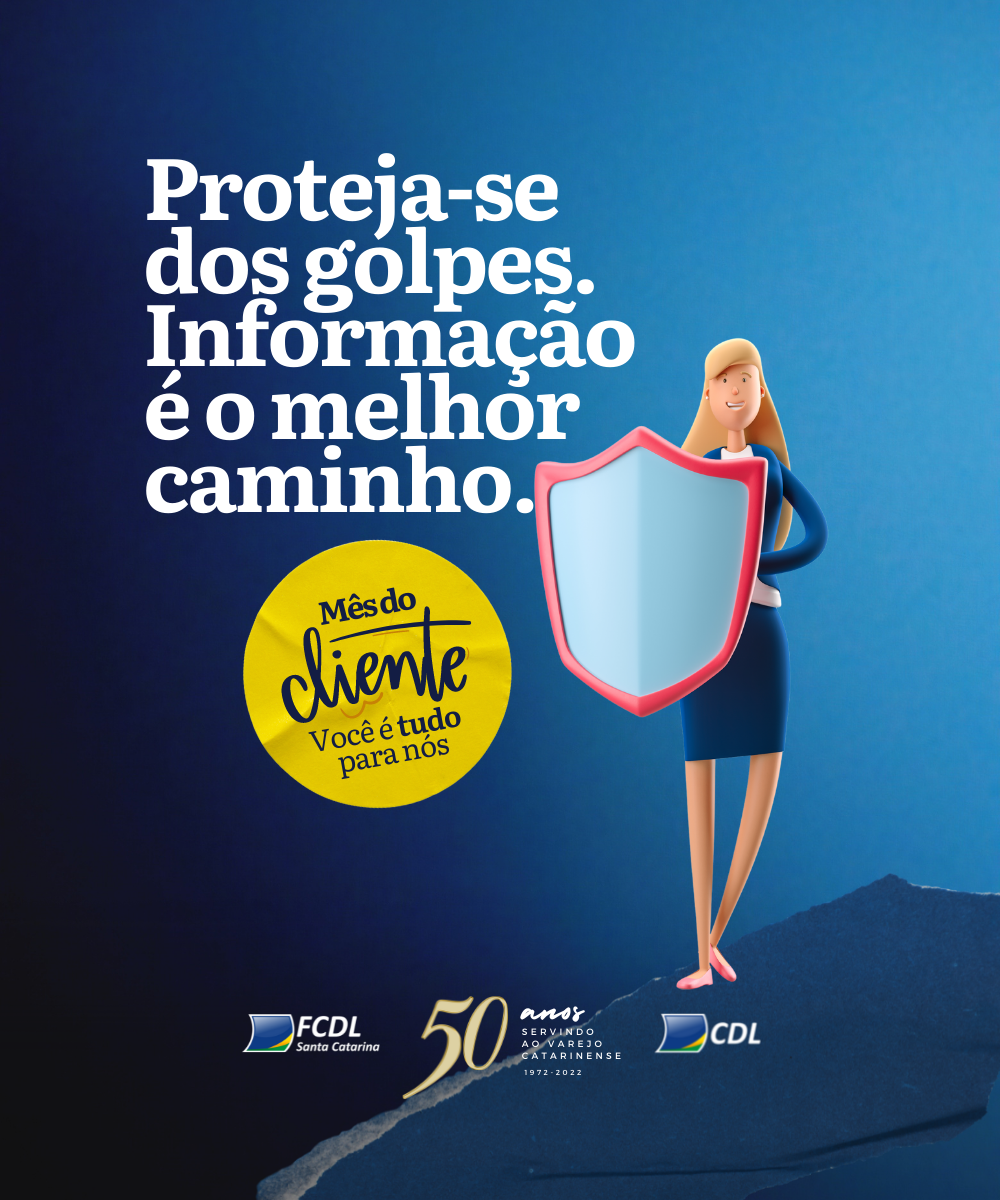 Proteja-se
dos golpes.
Informação
é o melhor
caminho.
Mês do
cliente
Você é tudo
para nós
FCDL
Santa Catarina
50 anos
SERVINDO
AO VAREJO
CATARINENSE
1972-2022
CDL